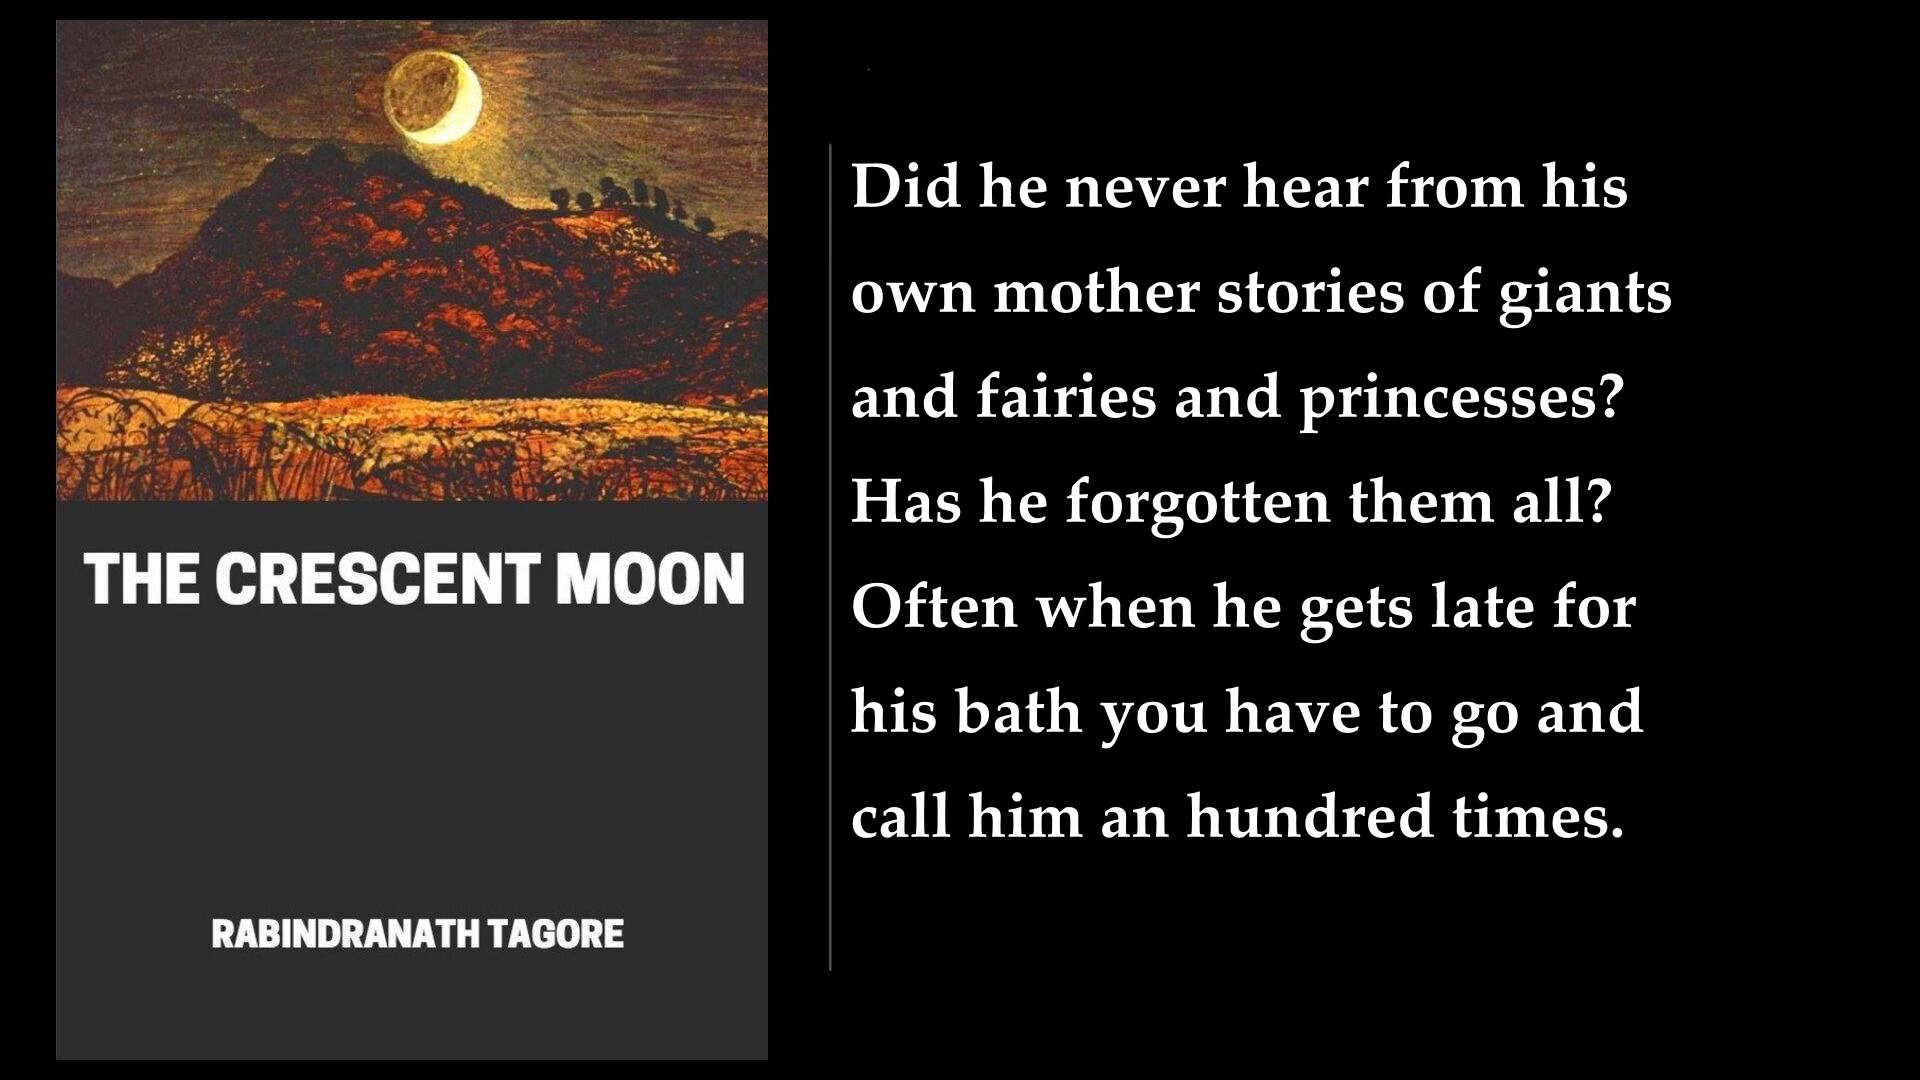 THE CRESCENT MOON
RABINDRANATH TAGORE
Did he never hear from his
own mother stories of giants
and fairies and princesses?
Has he forgotten them all?
Often when he gets late for
his bath you have to go and
call him an hundred times.